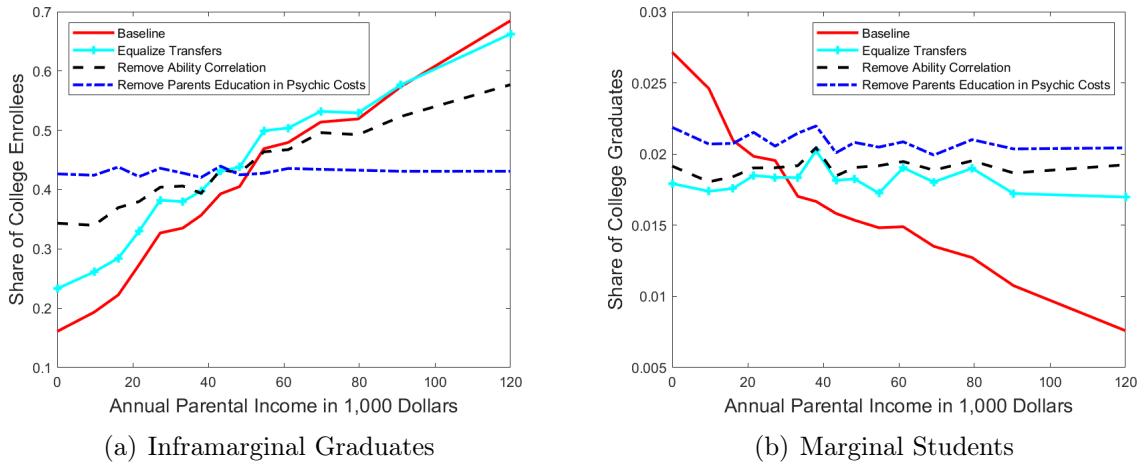 0.7
0.6
0.5
0.4
0.3
0.2
0.1
Share of College Enrollees
Baseline
Equalize Transfers
Remove Ability Correlation
Remove Parents Education in Psychic Costs
0 20 40 60 80 100 120
Annual Parental Income in 1,000 Dollars
(a) Inframarginal Graduates
0.03
0.025
0.02
0.015
0.01
0.005
Share of College Graduates
Baseline
Equalize Transfers
Remove Ability Correlation
Remove Parents Education in Psychic Costs
0 20 40 60 80 100 120
Annual Parental Income in 1,000 Dollars
(b) Marginal Students